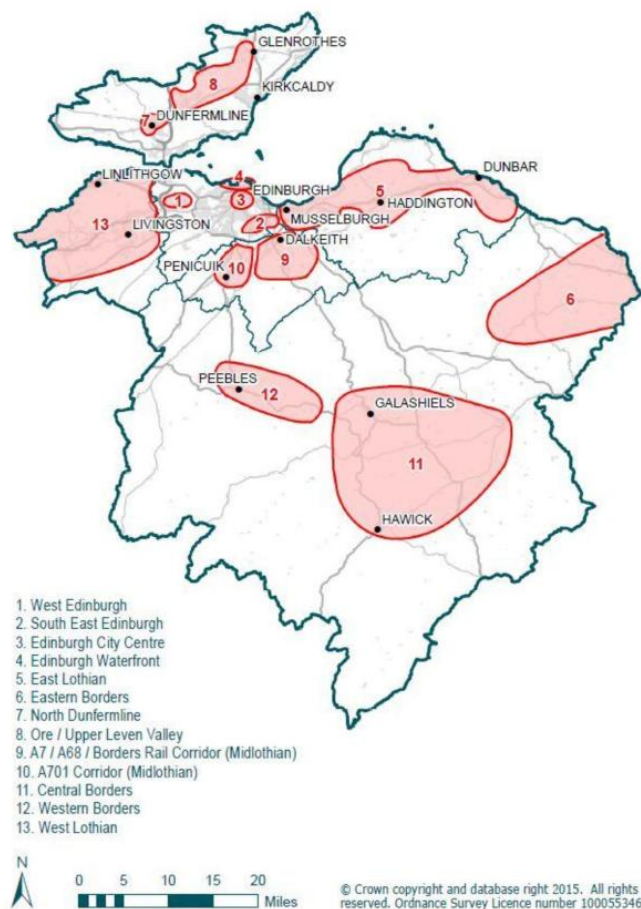 GLENROTHES
8
KIRKCALDY
7
DUNFERMLINE
LINLITHGOW
4
EDINBURGH
DUNBAR
1
3
5
HADDINGTON
MUSSELBURGH
2
13
LIVINGSTON
DALKEITH
PENICUIK
10
9
6
PEEBLES
12
GALASHIELS
11
HAWICK
1. West Edinburgh
2. South East Edinburgh
3. Edinburgh City Centre
4. Edinburgh Waterfront
5. East Lothian
6. Eastern Borders
7. North Dunfermline
8. Ore / Upper Leven Valley
9. A7 / A68 / Borders Rail Corridor (Midlothian)
10. A701 Corridor (Midlothian)
11. Central Borders
12. Western Borders
13. West Lothian
N
0 5 10 15 20
Miles
© Crown copyright and database right 2015. All rights
reserved. Ordnance Survey Licence number 100055346